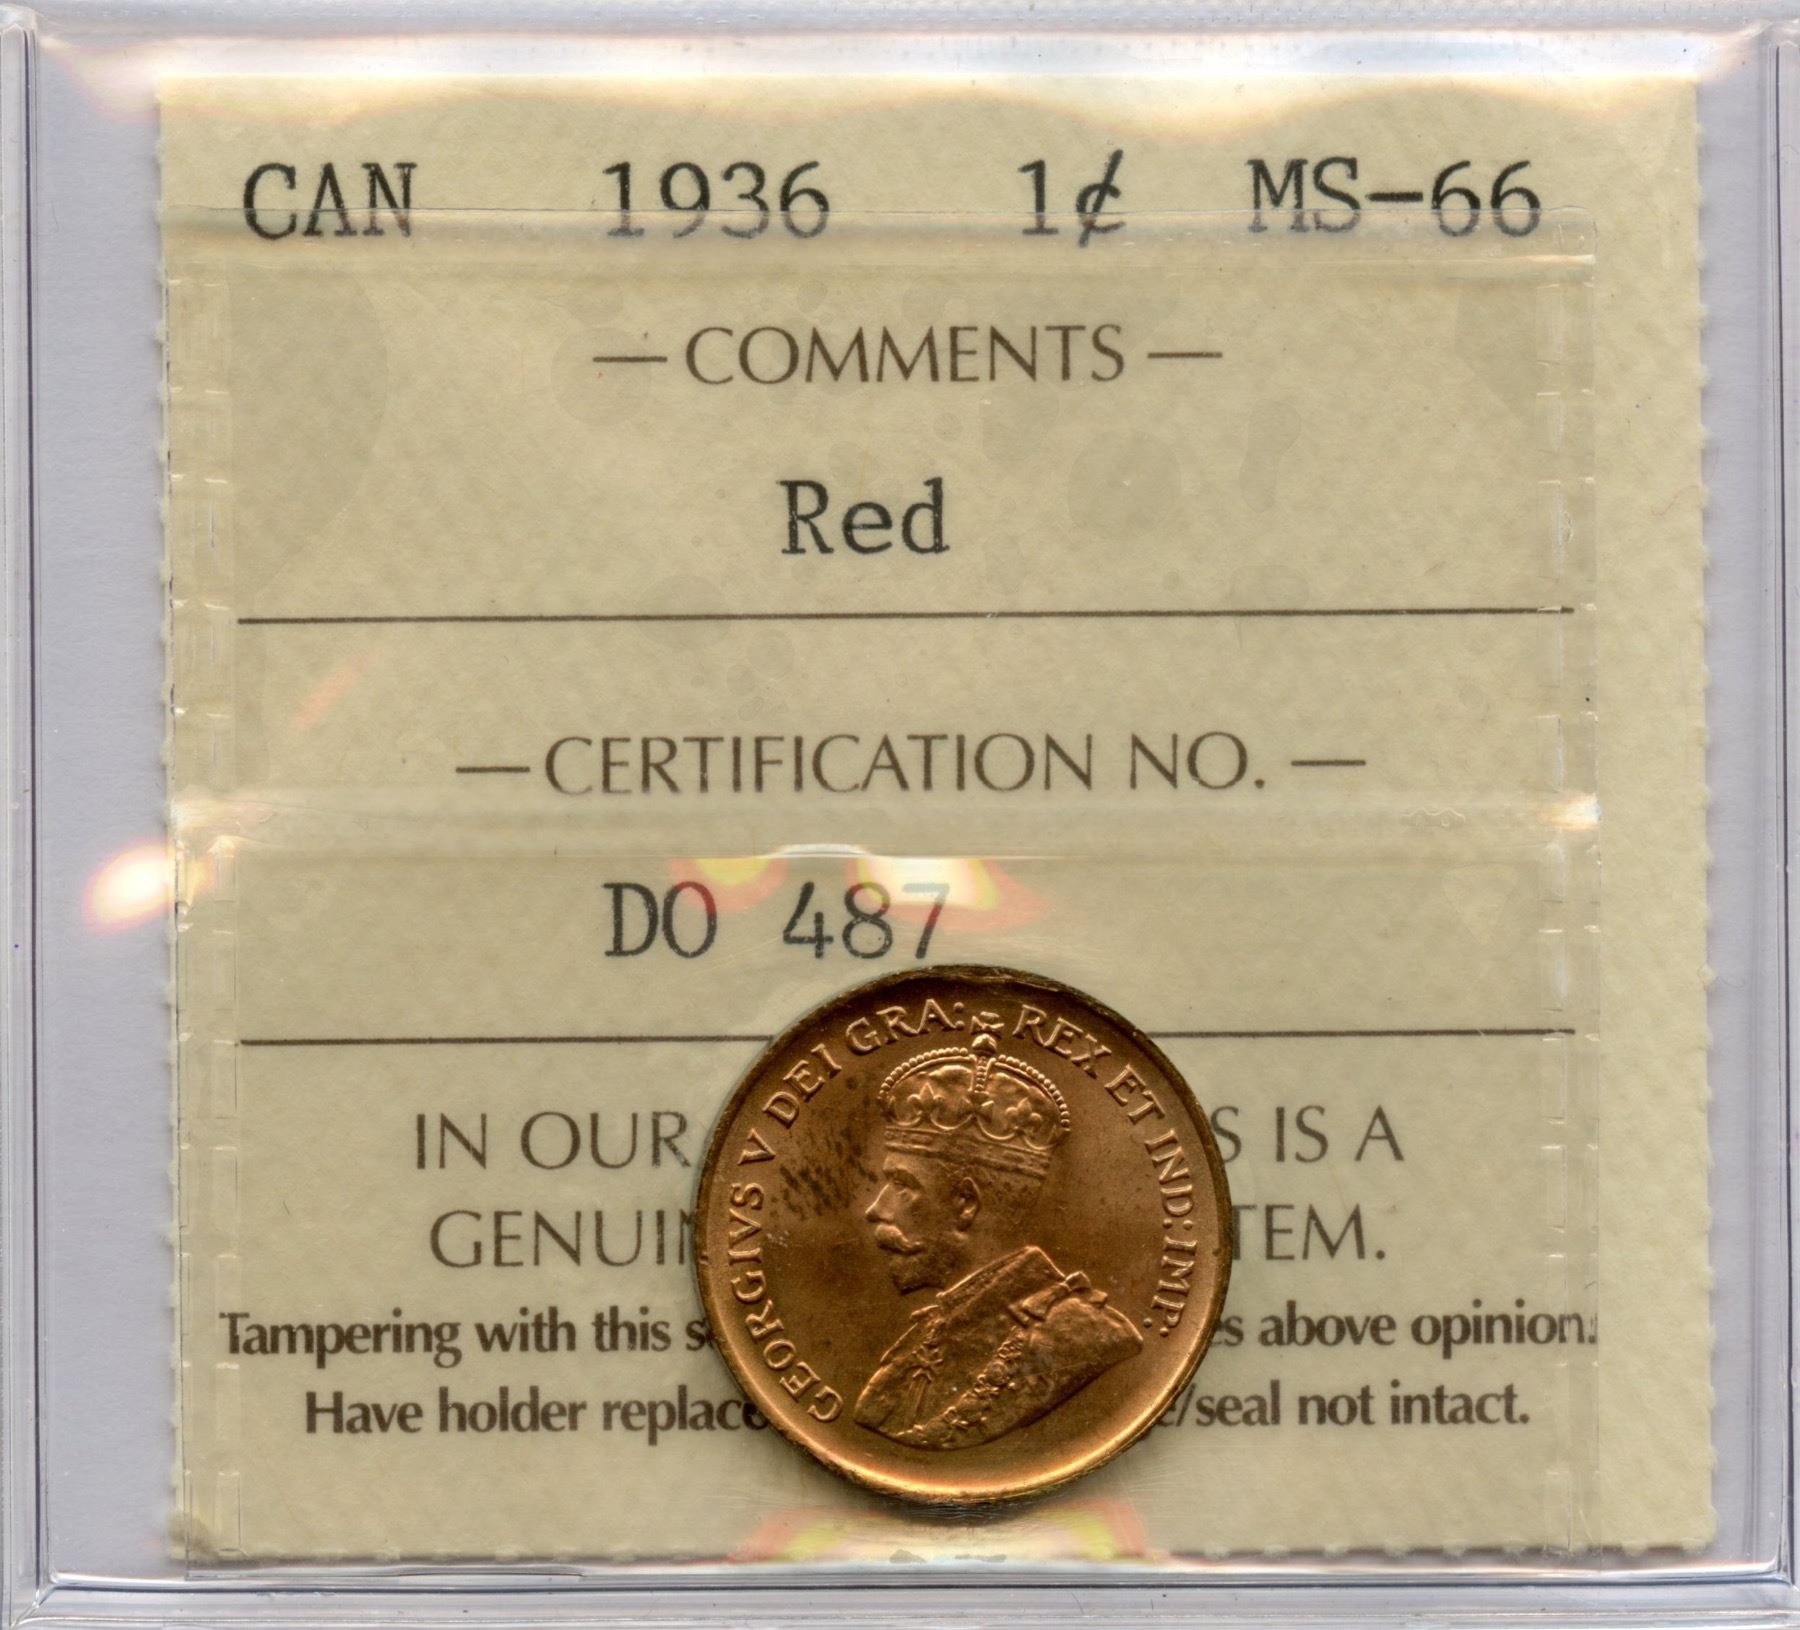 CAN 1936 1¢ MS-66
— COMMENTS —
Red
— CERTIFICATION NO. —
DO 487
GEORGIVS V DEI GRA: REX ET IND: IMP:
IN OUR S IS A
GENUIN TEM.
Tampering with this s es above opinion.
Have holder replace e/seal not intact.